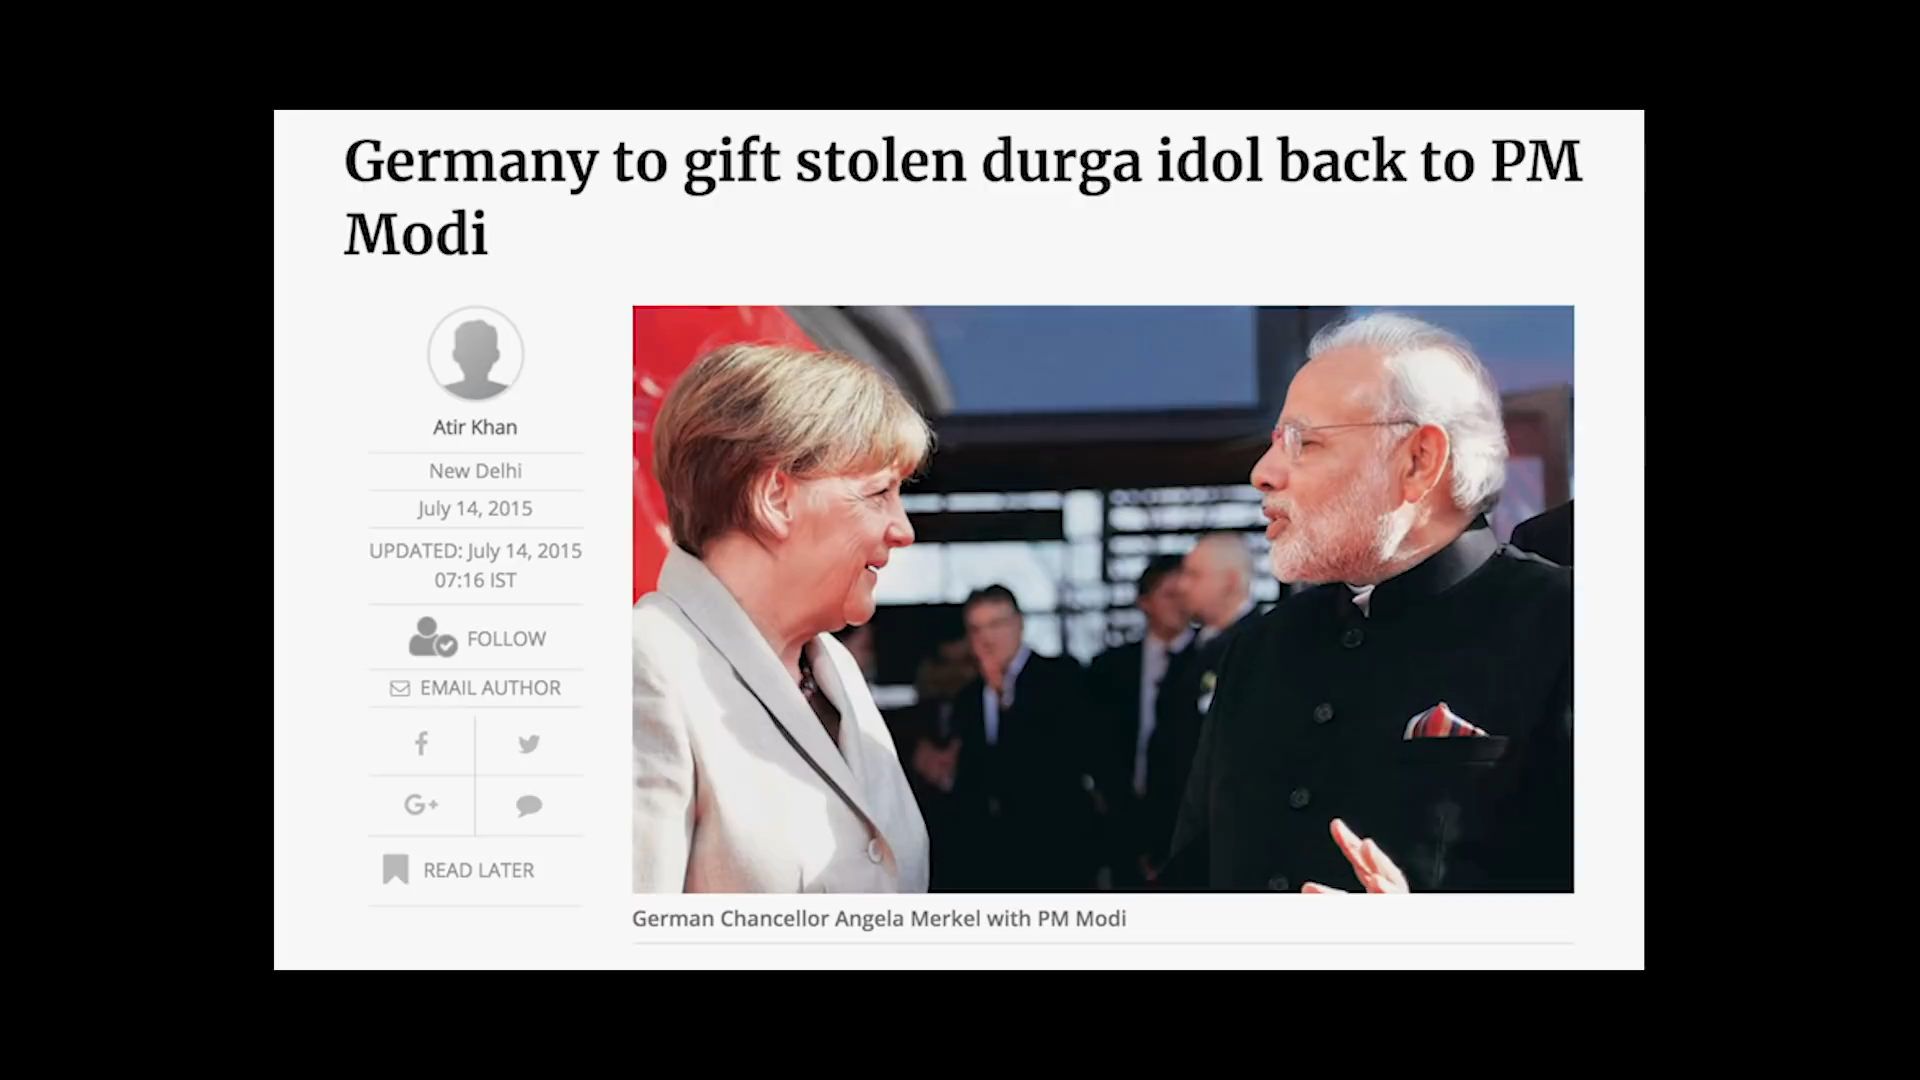 Germany to gift stolen durga idol back to PM
Modi
Atir Khan
New Delhi
July 14, 2015
UPDATED: July 14, 2015
07:16 IST
FOLLOW
EMAIL AUTHOR
G+
READ LATER
German Chancellor Angela Merkel with PM Modi